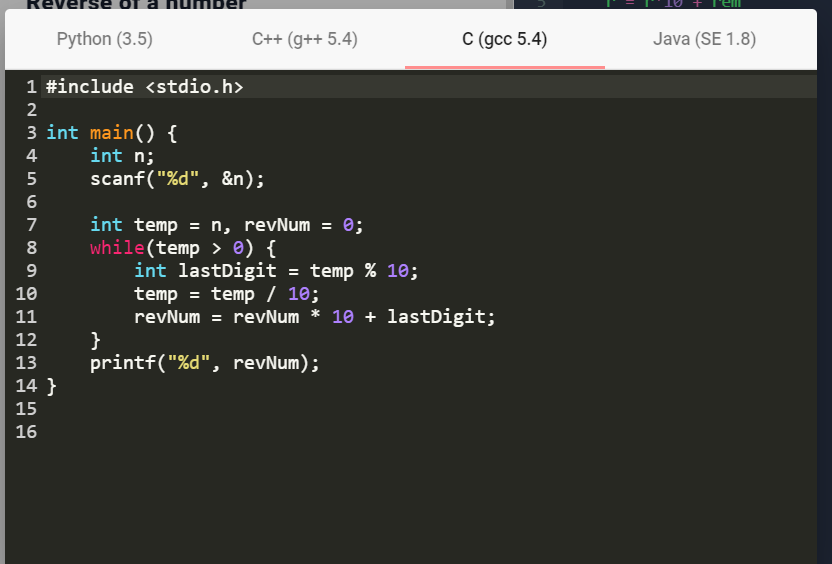 Reverse of a number
5 r = r*10 + rem
Python (3.5) C++ (g++ 5.4) C (gcc 5.4) Java (SE 1.8)
1 #include <stdio.h>
2
3 int main() {
4     int n;
5     scanf("%d", &n);
6
7     int temp = n, revNum = 0;
8     while(temp > 0) {
9         int lastDigit = temp % 10;
10         temp = temp / 10;
11         revNum = revNum * 10 + lastDigit;
12     }
13     printf("%d", revNum);
14 }
15
16